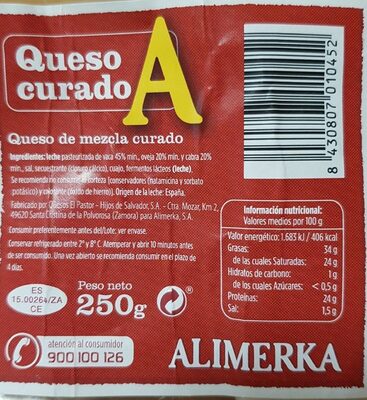 Queso
curado
A
Queso de mezcla curado
Ingredientes: leche pasteurizada de vaca 45% min., oveja 20% min. y cabra 20%
min., sal, secuestrante (cloruro cálcico), cuajo, fermentos lácteos (leche).
Se recomienda no consumir la corteza [conservadores (natamicina y sorbato
potásico) y colorante (óxido de hierro)]. Origen de la leche: España.
Fabricado por: Quesos El Pastor - Hijos de Salvador, S.A. - Ctra. Mozar, Km 2,
49620 Santa Cristina de la Polvorosa (Zamora) para Alimerka, S.A.
Consumir preferentemente antes del/Lote: ver envase.
Conservar refrigerado entre 2º y 8º C. Atemperar y abrir 10 minutos antes
de ser consumido. Una vez abierto se recomienda consumir en el plazo de
4 días.
ES
15.00264/ZA
CE
Peso neto
250g
atención al consumidor
900 100 126
8 430807 010452
Información nutricional:
Valores medios por 100 g
Valor energético: 1.683 kJ / 406 kcal
Grasas: 34 g
de las cuales Saturadas: 24 g
Hidratos de carbono: 1 g
de los cuales Azúcares: < 0,5 g
Proteínas: 24 g
Sal: 1,5 g
ALIMERKA